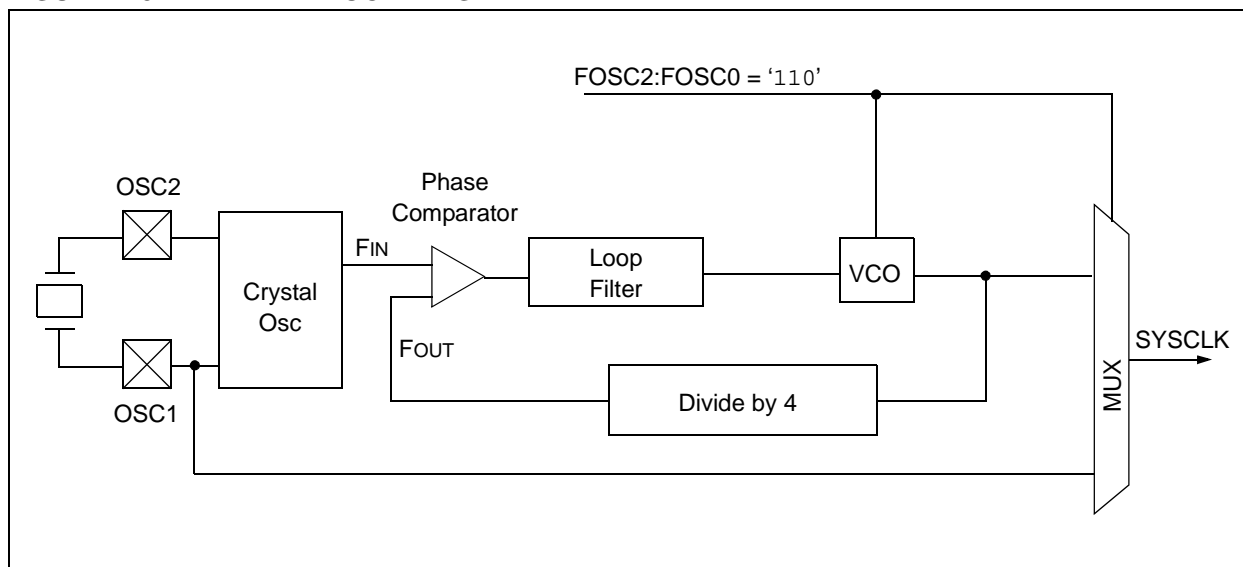 FOSC2:FOSC0 = ‘110’
OSC2
Phase
Comparator
FIN
Crystal
Osc
Loop
Filter
VCO
FOUT
SYSCLK
MUX
Divide by 4
OSC1